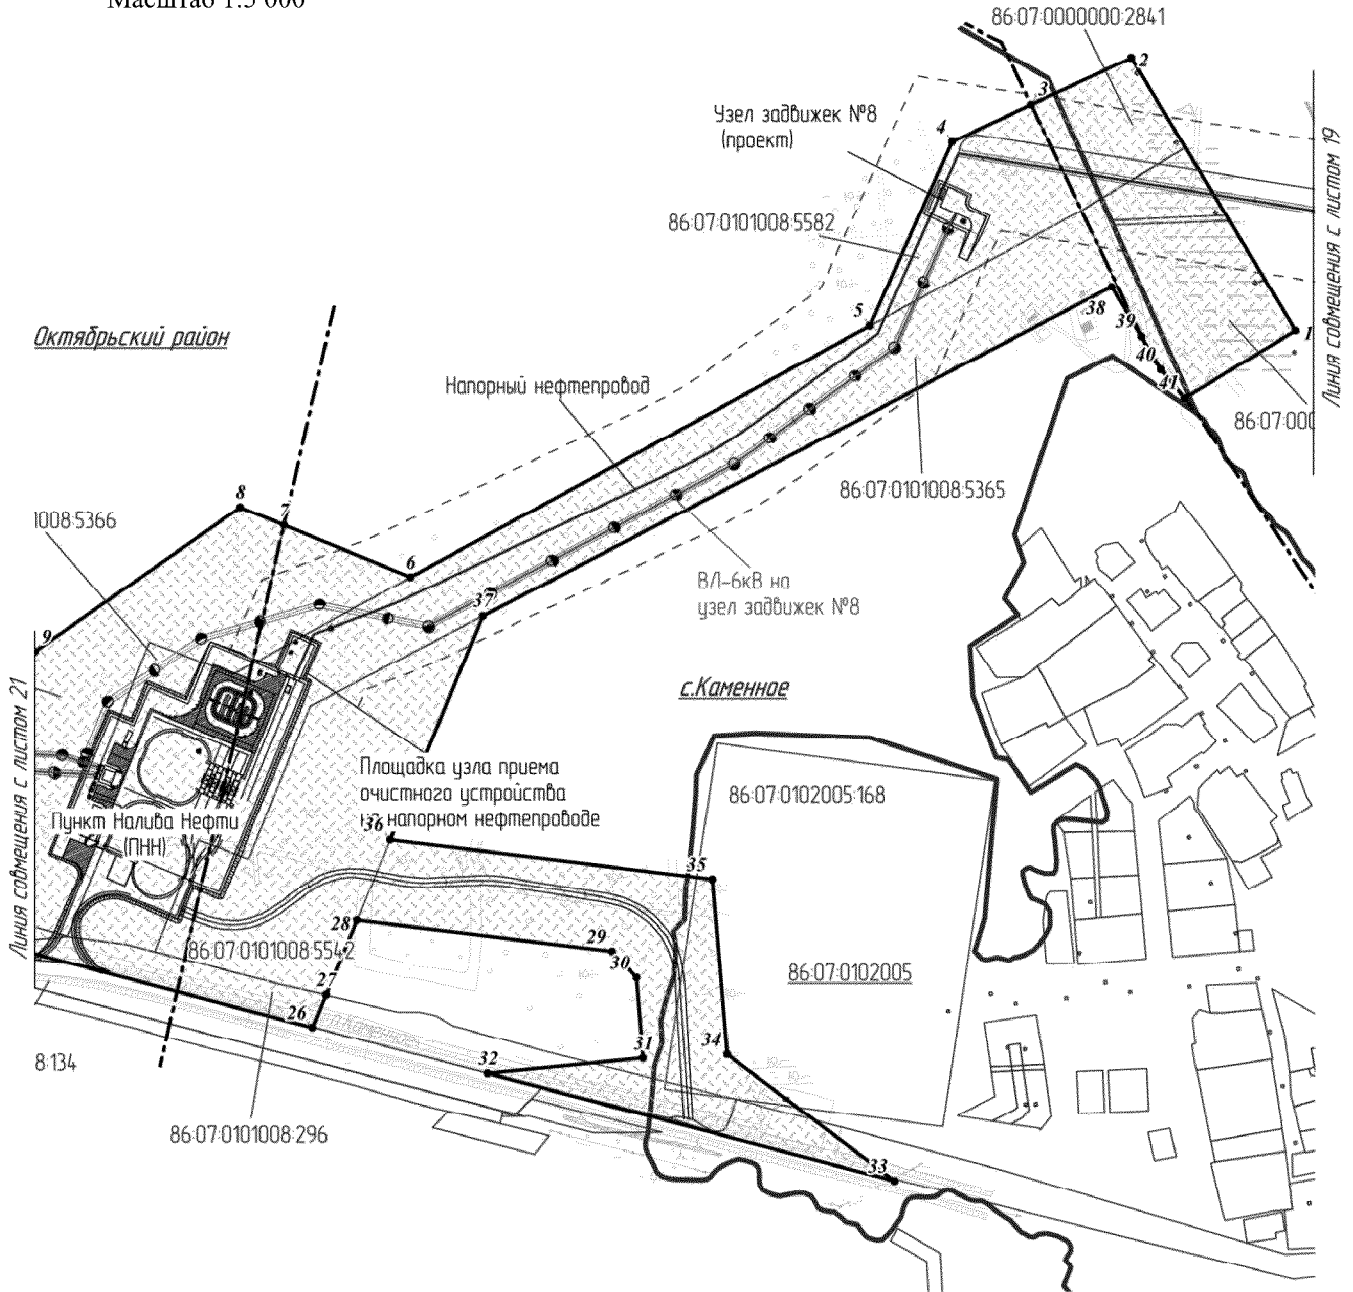 Масштаб 1:5 000
86:07:0000000:2841
2
3
Узел задвижек №8
(проект)
4
Линия совмещения с листом 19
86:07:0101008:5582
5
38
39
1
40
41
86:07:000
Октябрьский район
Напорный нефтепровод
86:07:0101008:5365
8
7
1008:5366
6
ВЛ-6кВ на
узел задвижек №8
37
9
Линия совмещения с листом 21
с.Каменное
Площадка узла приема
очистного устройства
на напорном нефтепроводе
86:07:0102005:168
Пункт Налива Нефти
(ПНН)
36
35
28
29
86:07:0101008:5542
30
86:07:0102005
27
26
31
34
32
8:134
86:07:0101008:296
33